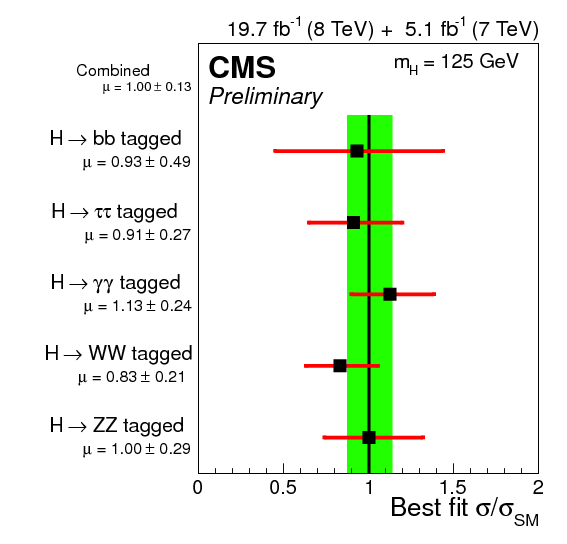 19.7 fb⁻¹ (8 TeV) + 5.1 fb⁻¹ (7 TeV)
CMS
Preliminary
m_H = 125 GeV
Combined
μ = 1.00 ± 0.13
H → bb tagged
μ = 0.93 ± 0.49
H → ττ tagged
μ = 0.91 ± 0.27
H → γγ tagged
μ = 1.13 ± 0.24
H → WW tagged
μ = 0.83 ± 0.21
H → ZZ tagged
μ = 1.00 ± 0.29
0 0.5 1 1.5 2
Best fit σ/σ_SM